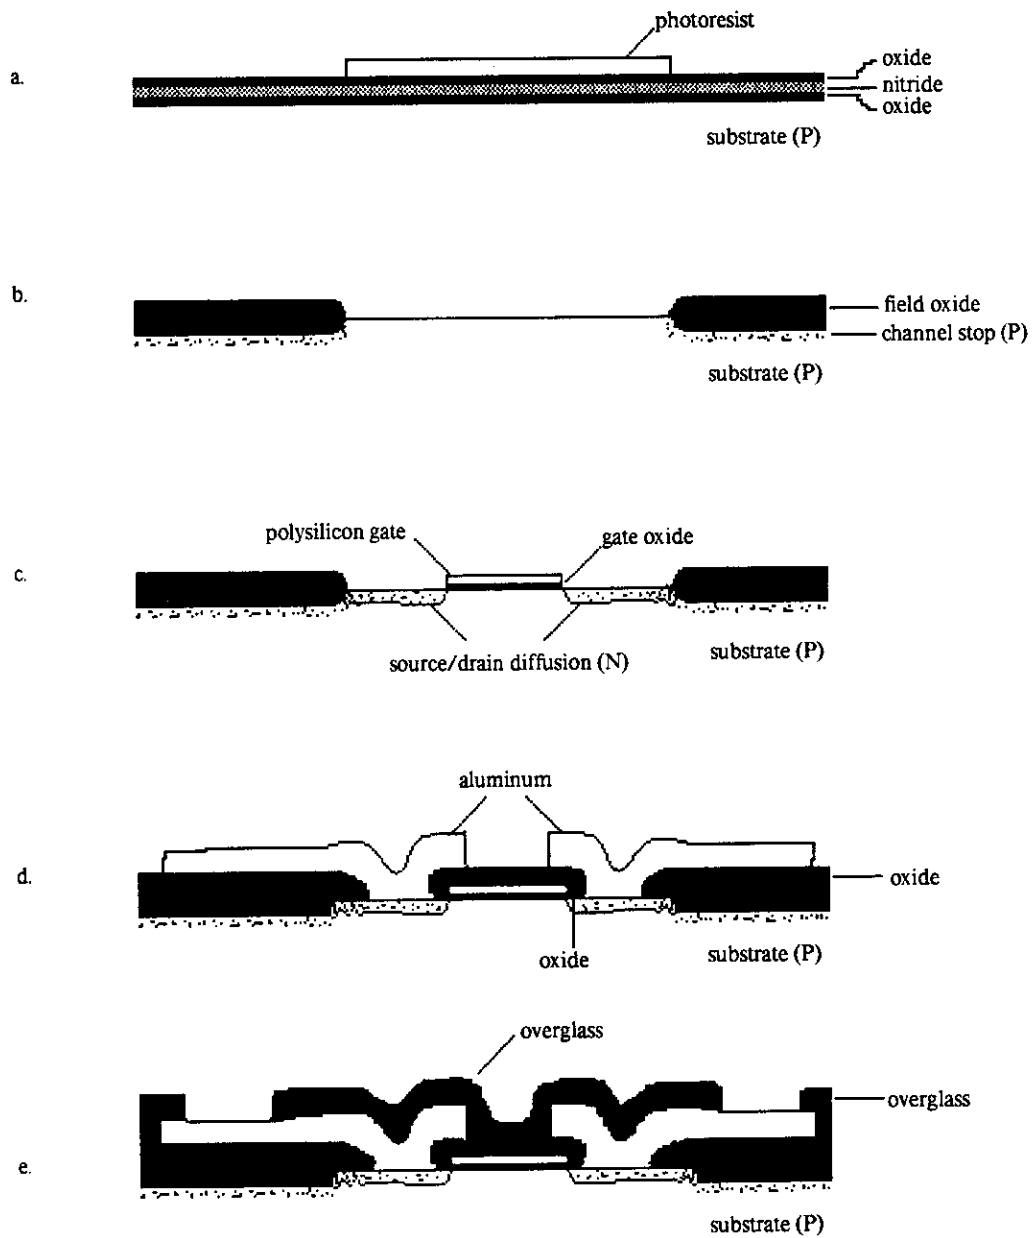 photoresist
a.
oxide
nitride
oxide
substrate (P)
b.
field oxide
channel stop (P)
substrate (P)
polysilicon gate
gate oxide
c.
source/drain diffusion (N)
substrate (P)
aluminum
d.
oxide
oxide
substrate (P)
overglass
overglass
e.
substrate (P)